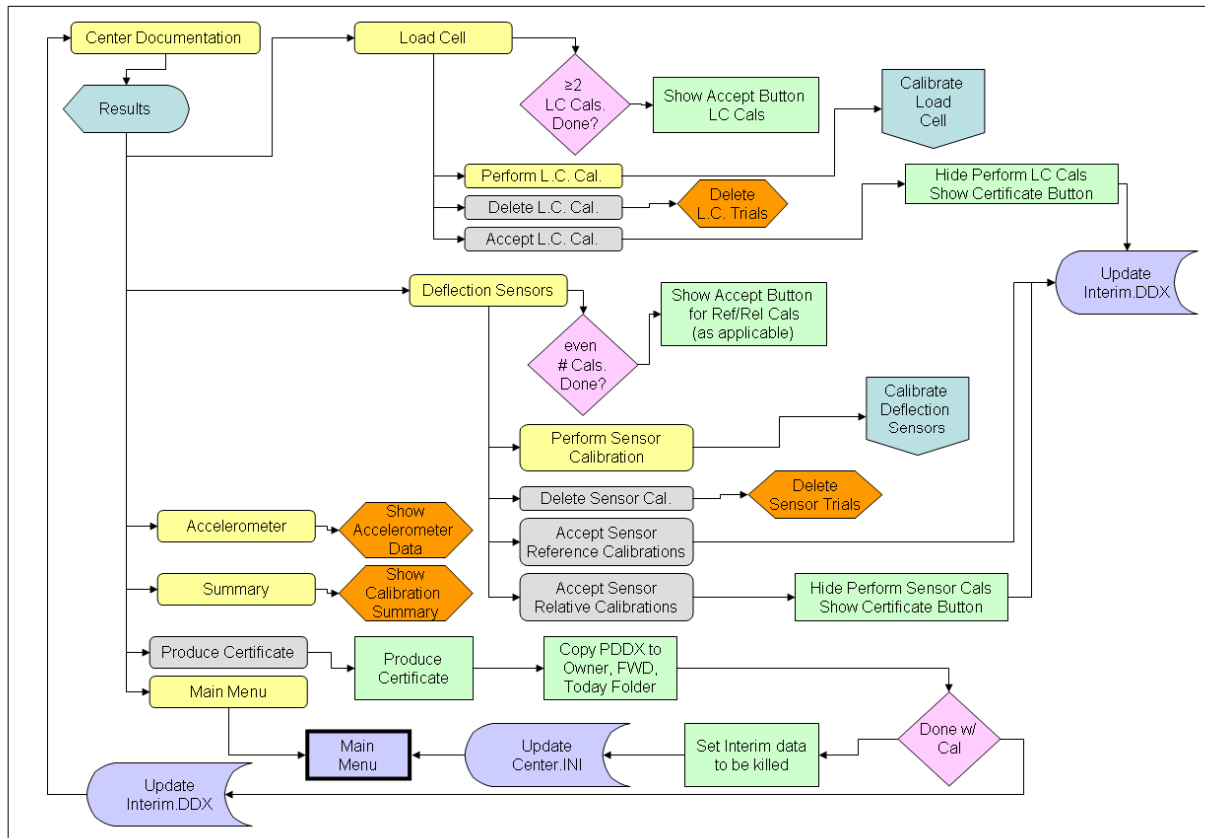 Center Documentation
Load Cell
Results
≥2
LC Cals.
Done?
Show Accept Button
LC Cals
Calibrate
Load
Cell
Perform L.C. Cal.
Delete L.C. Cal.
Accept L.C. Cal.
Delete
L.C. Trials
Hide Perform LC Cals
Show Certificate Button
Update
Interim.DDX
Deflection Sensors
Show Accept Button
for Ref/Rel Cals
(as applicable)
even
# Cals.
Done?
Calibrate
Deflection
Sensors
Perform Sensor
Calibration
Delete Sensor Cal.
Delete
Sensor Trials
Accept Sensor
Reference Calibrations
Accept Sensor
Relative Calibrations
Hide Perform Sensor Cals
Show Certificate Button
Accelerometer
Show
Accelerometer
Data
Summary
Show
Calibration
Summary
Produce Certificate
Produce
Certificate
Copy PDDX to
Owner, FWD,
Today Folder
Main Menu
Main
Menu
Update
Center.INI
Set Interim data
to be killed
Done w/
Cal
Update
Interim.DDX